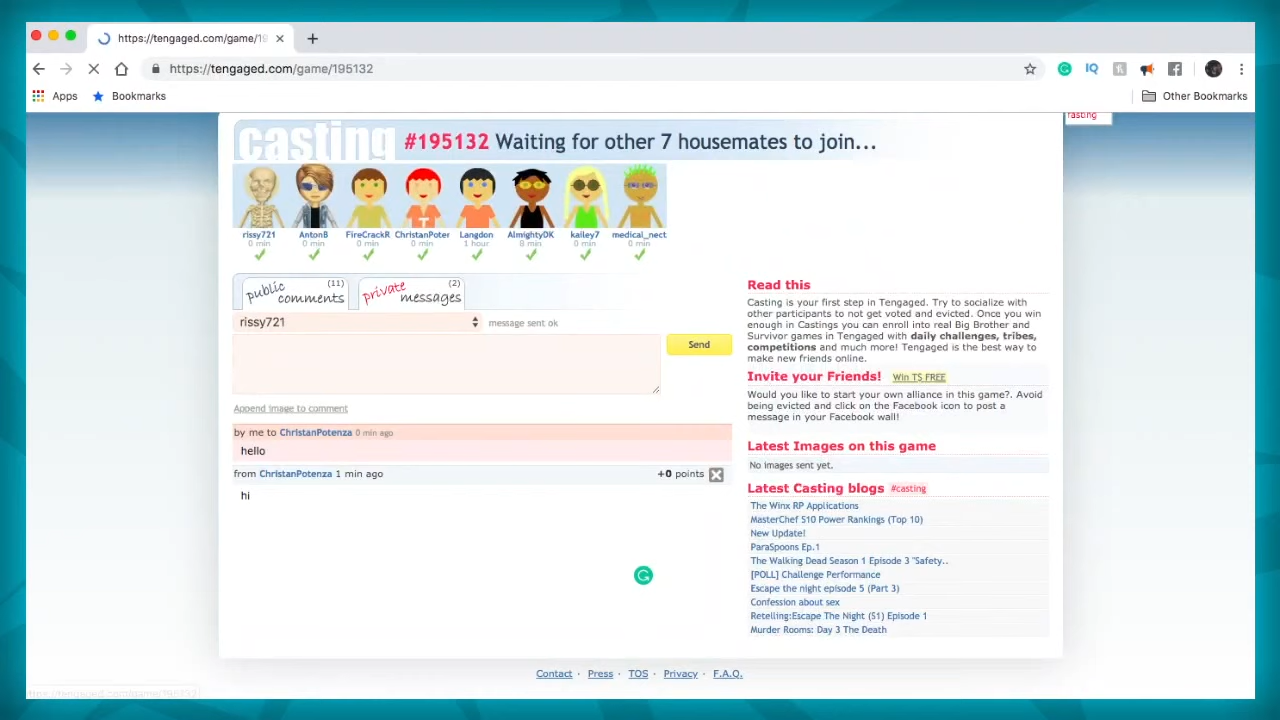 https://tengaged.com/game/19
https://tengaged.com/game/195132
Apps Bookmarks Other Bookmarks
casting #195132 Waiting for other 7 housemates to join...
rissy721 AntonB FireCrackR ChristanPoter Langdon AlmightyDK kailey7 medical_nect
0 min 0 min 0 min 0 min 1 hour 8 min 0 min 0 min
public comments (11) private messages (2)
rissy721 message sent ok
Send
Append image to comment
by me to ChristanPotenza 0 min ago
hello
from ChristanPotenza 1 min ago +0 points
hi
Read this
Casting is your first step in Tengaged. Try to socialize with
other participants to not get voted and evicted. Once you win
enough in Castings you can enroll into real Big Brother and
Survivor games in Tengaged with daily challenges, tribes,
competitions and much more! Tengaged is the best way to
make new friends online.
Invite your Friends! Win TS FREE
Would you like to start your own alliance in this game?. Avoid
being evicted and click on the Facebook icon to post a
message in your Facebook wall!
Latest Images on this game
No images sent yet.
Latest Casting blogs #casting
The Winx RP Applications
MasterChef S10 Power Rankings (Top 10)
New Update!
ParaSpoons Ep.1
The Walking Dead Season 1 Episode 3 "Safety..
[POLL] Challenge Performance
Escape the night episode 5 (Part 3)
Confession about sex
Retelling:Escape The Night (S1) Episode 1
Murder Rooms: Day 3 The Death
Contact · Press · TOS · Privacy · F.A.Q.
https://tengaged.com/game/195132